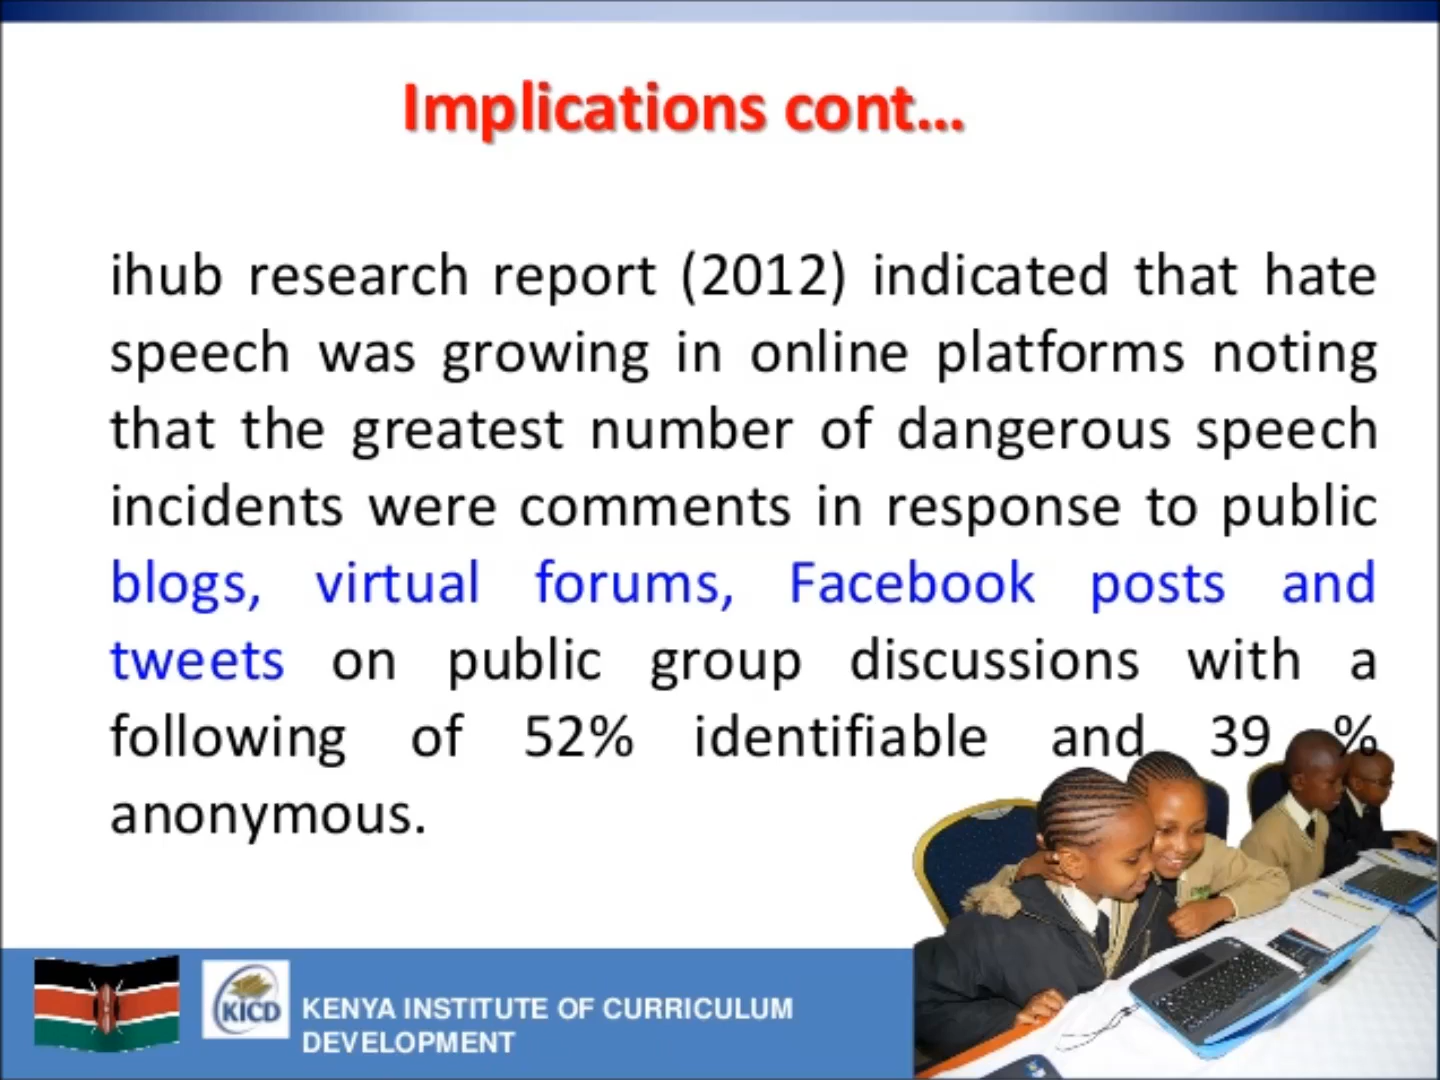 Implications cont...
ihub research report (2012) indicated that hate
speech was growing in online platforms noting
that the greatest number of dangerous speech
incidents were comments in response to public
blogs, virtual forums, Facebook posts and
tweets on public group discussions with a
following of 52% identifiable and 39 %
anonymous.
KICD
KENYA INSTITUTE OF CURRICULUM
DEVELOPMENT